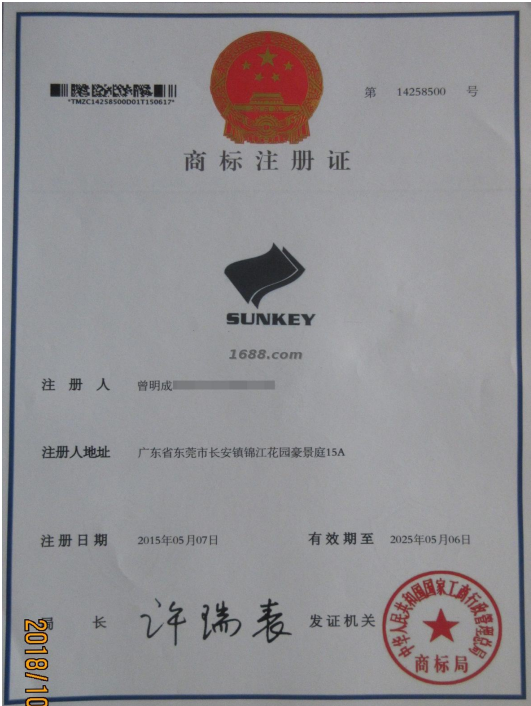 *TMZC14258500D01T150617*
第 14258500 号
商标注册证
SUNKEY
1688.com
注册人 曾明成
注册人地址 广东省东莞市长安镇锦江花园豪景庭15A
注册日期 2015年05月07日 有效期至 2025年05月06日
局长 许瑞表 发证机关
中华人民共和国国家工商行政管理总局
商标局
2018/10